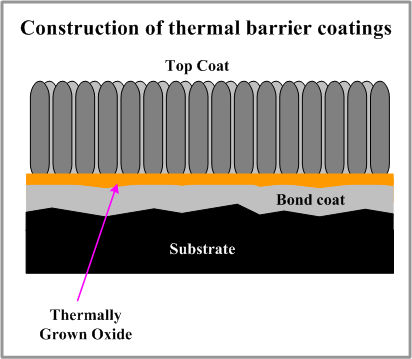 Construction of thermal barrier coatings
Top Coat
Bond coat
Substrate
Thermally
Grown Oxide